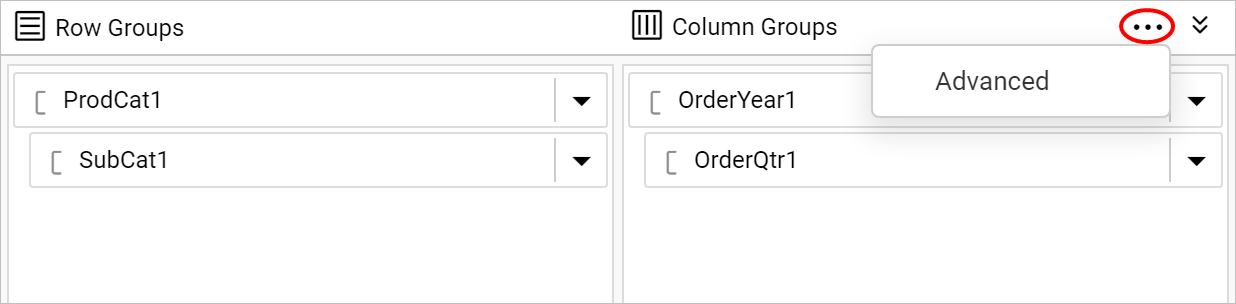 Row Groups
Column Groups
Advanced
ProdCat1
OrderYear1
SubCat1
OrderQtr1